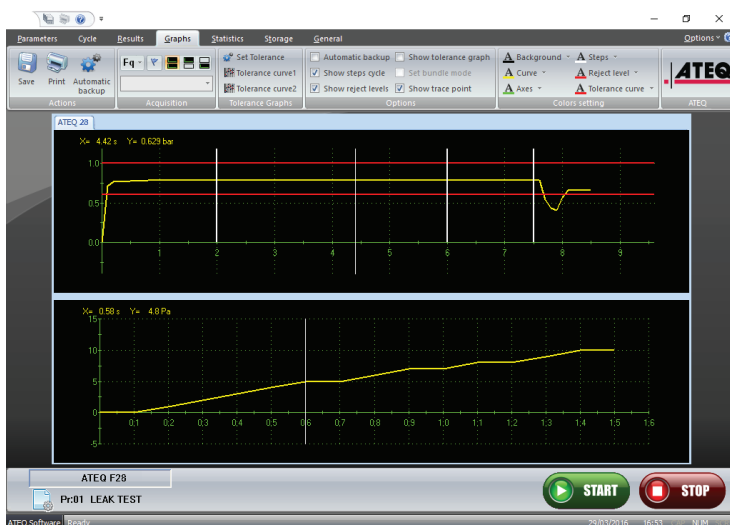 Parameters Cycle Results Graphs Statistics Storage General Options
Fq Set Tolerance Automatic backup Show tolerance graph A Background A Steps
Save Print Automatic backup Tolerance curve1 Show steps cycle Set bundle mode A Curve A Reject level ATEQ
Tolerance curve2 Show reject levels Show trace point A Axes A Tolerance curve
Actions Acquisition Tolerance Graphs Options Colors setting ATEQ
ATEQ 28
X= 4.42 s Y= 0.629 bar
1.0
0.5
0.0
1 2 3 4 5 6 7 8 9
X= 0.58 s Y= 4.8 Pa
15
10
5
0
0;1 0;2 0;3 0;4 0;5 0;6 0;7 0;8 0;9 1;0 1;1 1;2 1;3 1;4 1;5 1;6
-5
ATEQ F28
Pr:01 LEAK TEST
START STOP
ATEQ Software Ready 29/03/2016 16:53 NUM